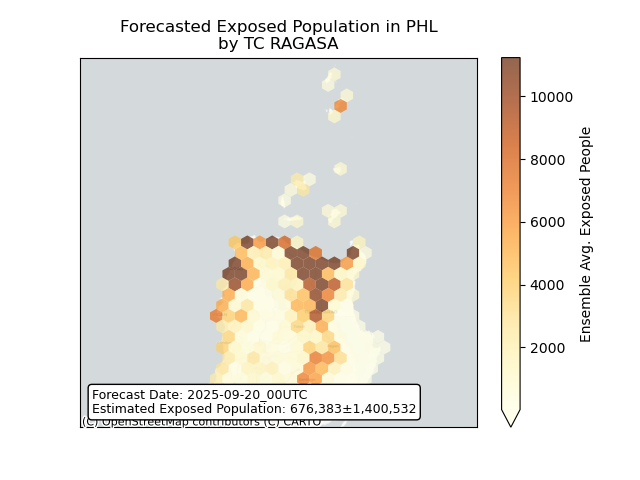 Forecasted Exposed Population in PHL
by TC RAGASA
10000
8000
6000
4000
2000
Ensemble Avg. Exposed People
Forecast Date: 2025-09-20_00UTC
Estimated Exposed Population: 676,383±1,400,532
(C) OpenStreetMap contributors (C) CARTO